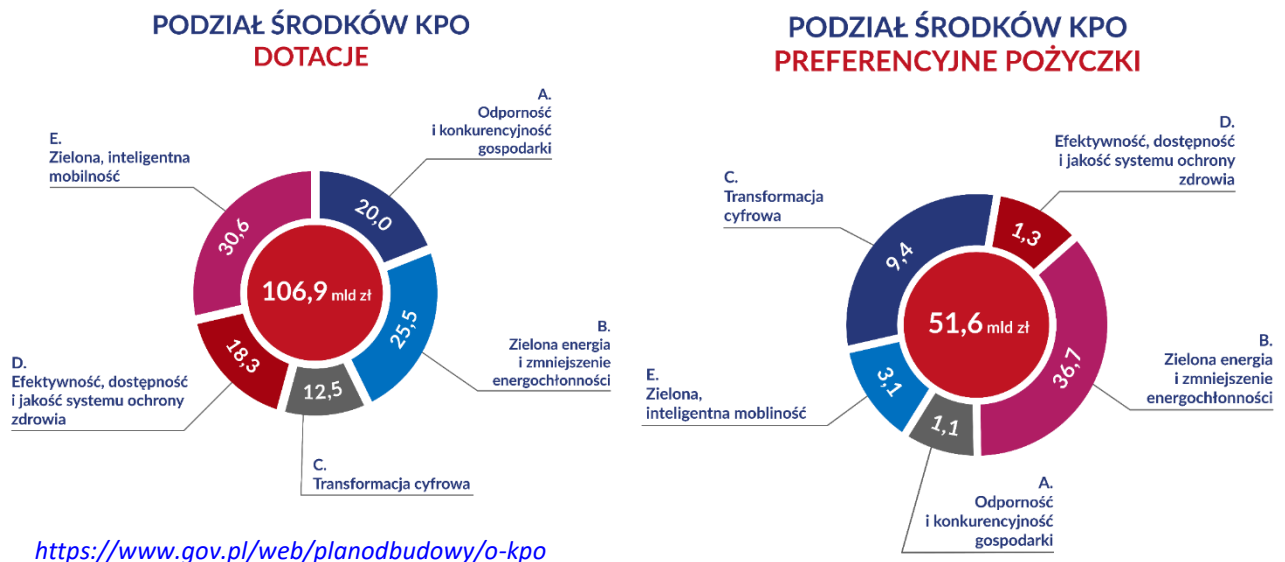 PODZIAŁ ŚRODKÓW KPO
DOTACJE
A.
Odporność
i konkurencyjność
gospodarki
E.
Zielona, inteligentna
mobilność
20,0
30,6
106,9 mld zł
25,5
18,3
12,5
B.
Zielona energia
i zmniejszenie
energochłonności
D.
Efektywność, dostępność
i jakość systemu ochrony
zdrowia
C.
Transformacja cyfrowa
https://www.gov.pl/web/planodbudowy/o-kpo
PODZIAŁ ŚRODKÓW KPO
PREFERENCYJNE POŻYCZKI
D.
Efektywność, dostępność
i jakość systemu ochrony
zdrowia
C.
Transformacja
cyfrowa
1,3
9,4
51,6 mld zł
36,7
3,1
1,1
B.
Zielona energia
i zmniejszenie
energochłonności
E.
Zielona,
inteligentna mobliność
A.
Odporność
i konkurencyjność
gospodarki